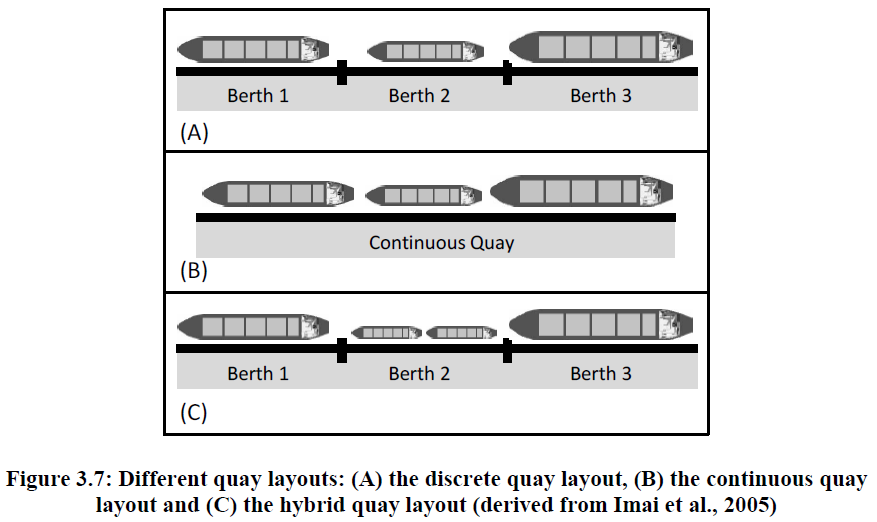 Berth 1 Berth 2 Berth 3
(A)
Continuous Quay
(B)
Berth 1 Berth 2 Berth 3
(C)
Figure 3.7: Different quay layouts: (A) the discrete quay layout, (B) the continuous quay
layout and (C) the hybrid quay layout (derived from Imai et al., 2005)